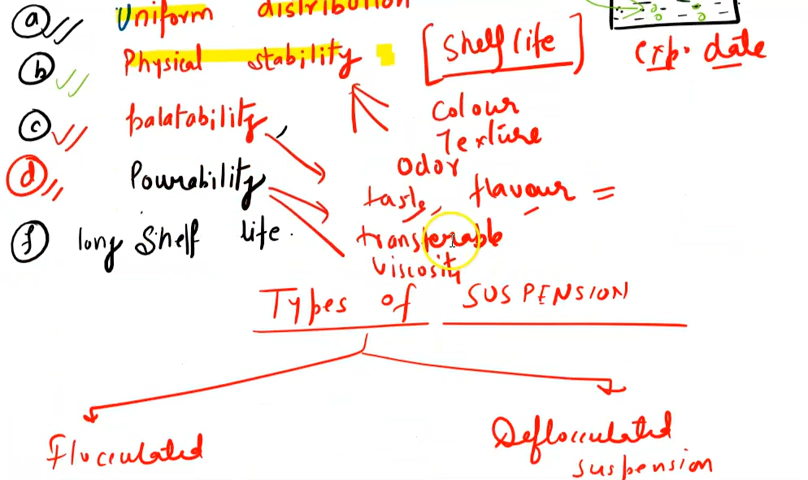 (a) Uniform distribution
(b) Physical stability [Shelf life] exp. date
Colour
Texture
(c) Palatability,
Odor
(d) Pourability
taste, flavour =
(f) long Shelf life.
transferable
viscosity
Types of SUSPENSION
Flocculated
Deflocculated
suspension